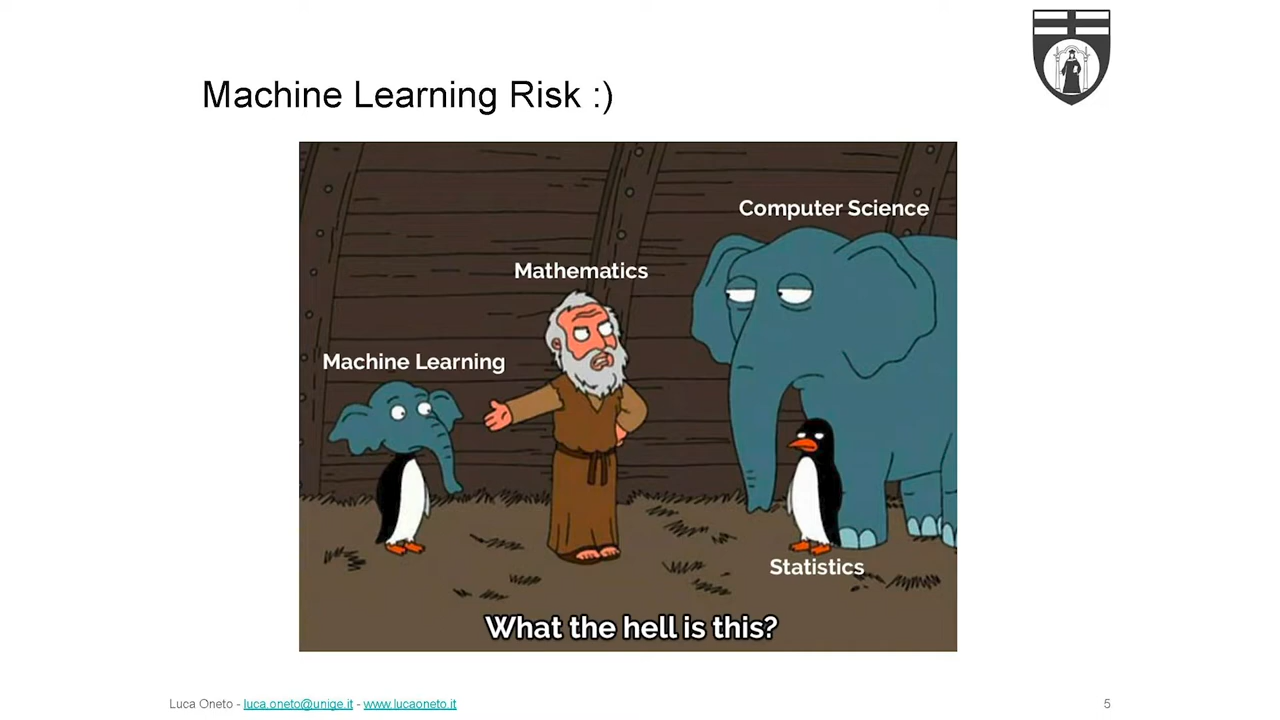 Machine Learning Risk :)
Computer Science
Mathematics
Machine Learning
Statistics
What the hell is this?
Luca Oneto - luca.oneto@unige.it - www.lucaoneto.it
5